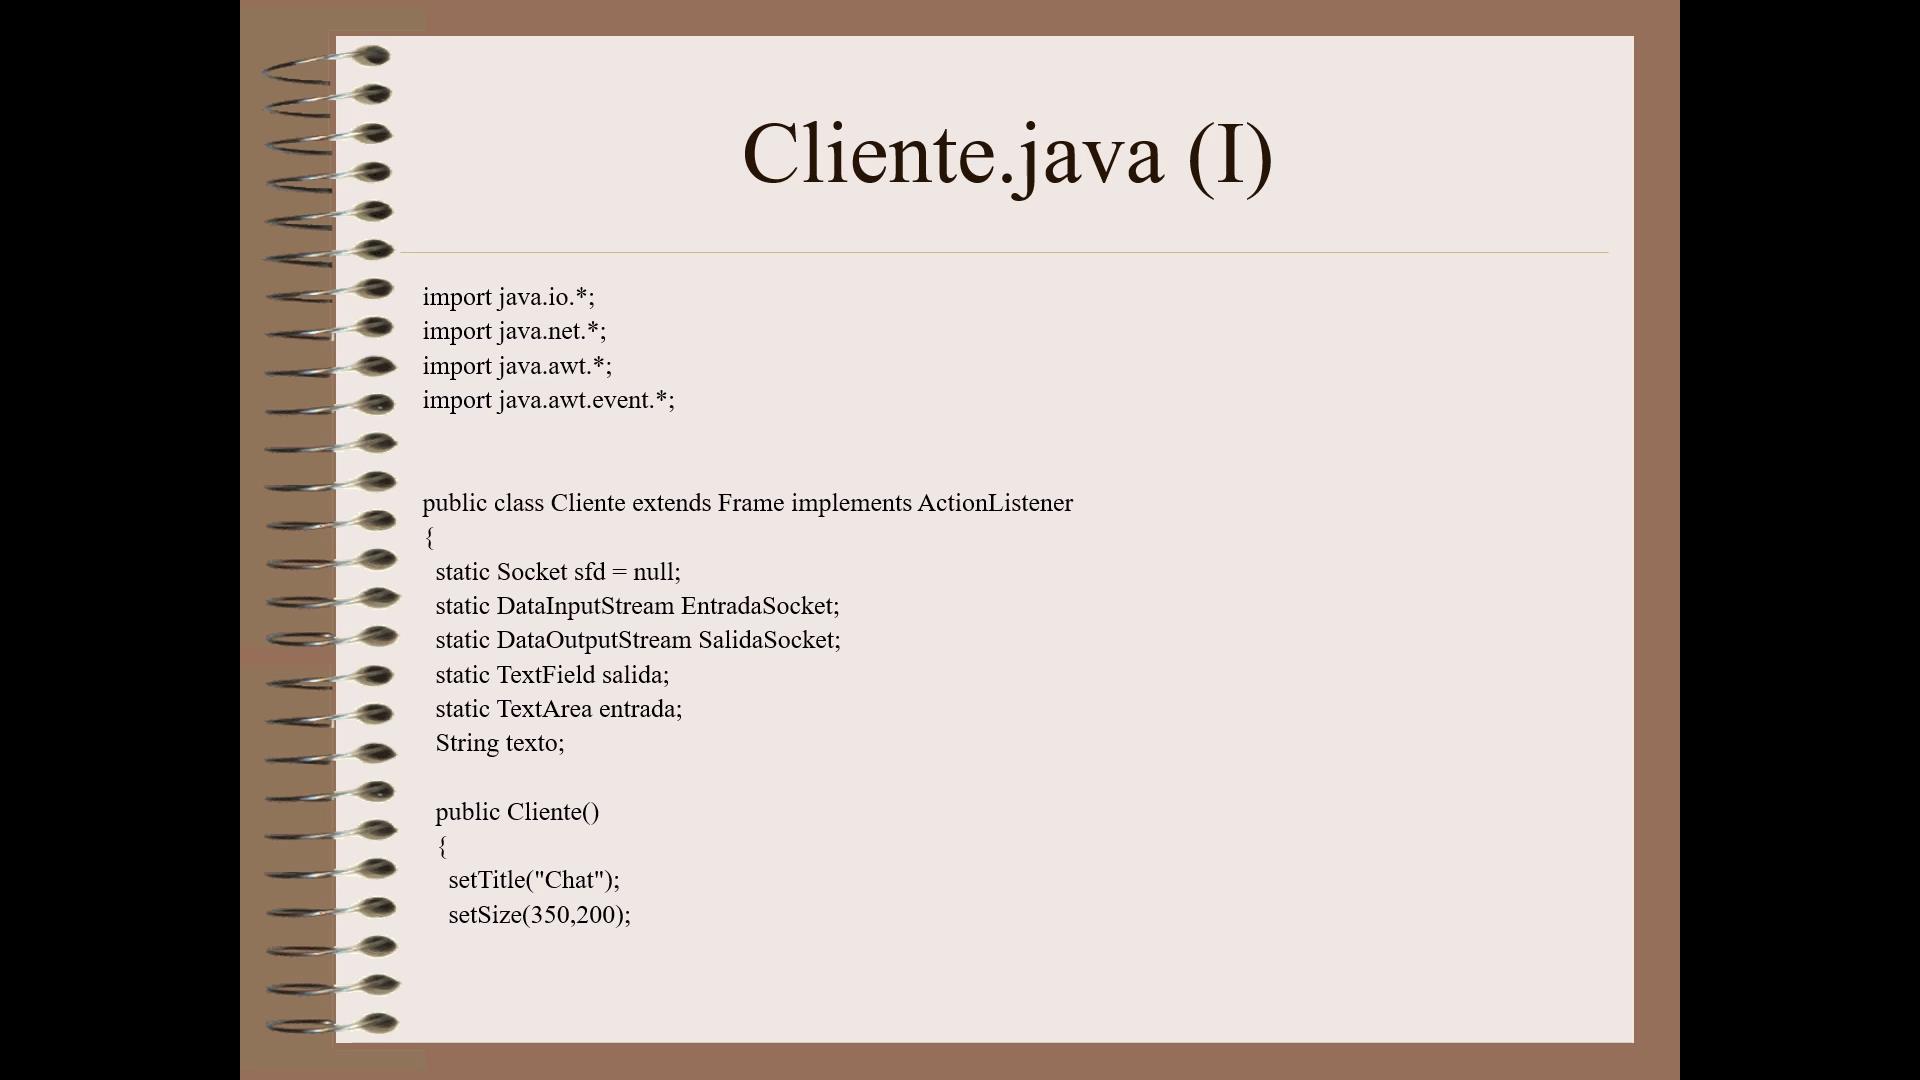 Cliente.java (I)
import java.io.*;
import java.net.*;
import java.awt.*;
import java.awt.event.*;
public class Cliente extends Frame implements ActionListener
{
static Socket sfd = null;
static DataInputStream EntradaSocket;
static DataOutputStream SalidaSocket;
static TextField salida;
static TextArea entrada;
String texto;
public Cliente()
{
setTitle("Chat");
setSize(350,200);